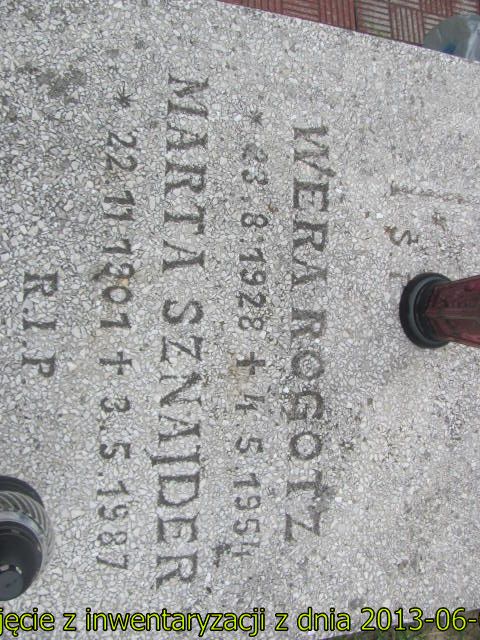 Ś
WERA ROGOTZ
* 23.8.1928 + 4.5.1954
MARTA SZNAJDER
* 22.11.1901 + 3.5.1987
R.I.P
jęcie z inwentaryzacji z dnia 2013-06-